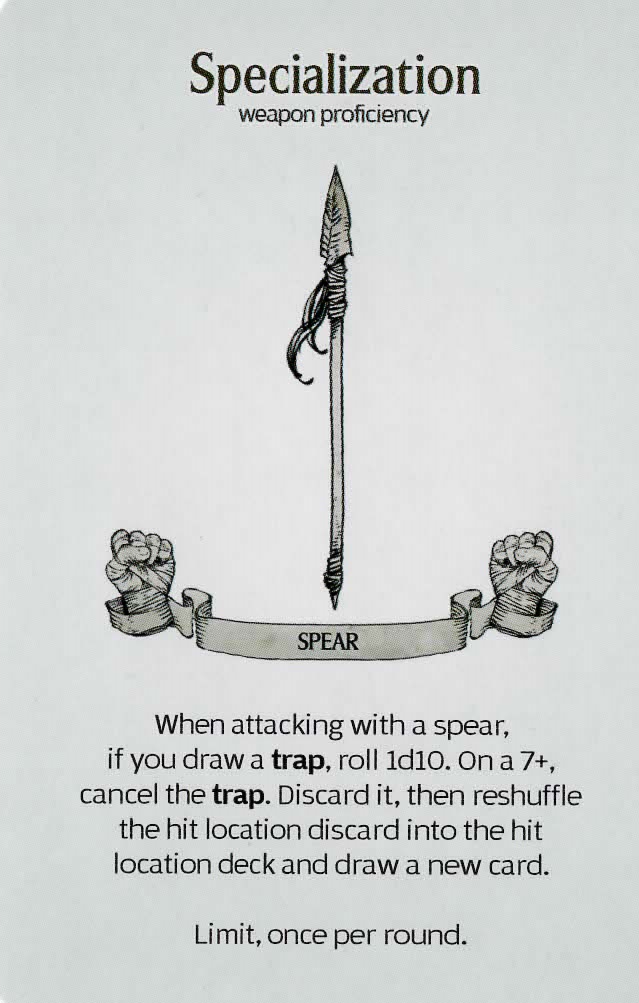 Specialization
weapon proficiency
SPEAR
When attacking with a spear,
if you draw a trap, roll 1d10. On a 7+,
cancel the trap. Discard it, then reshuffle
the hit location discard into the hit
location deck and draw a new card.
Limit, once per round.